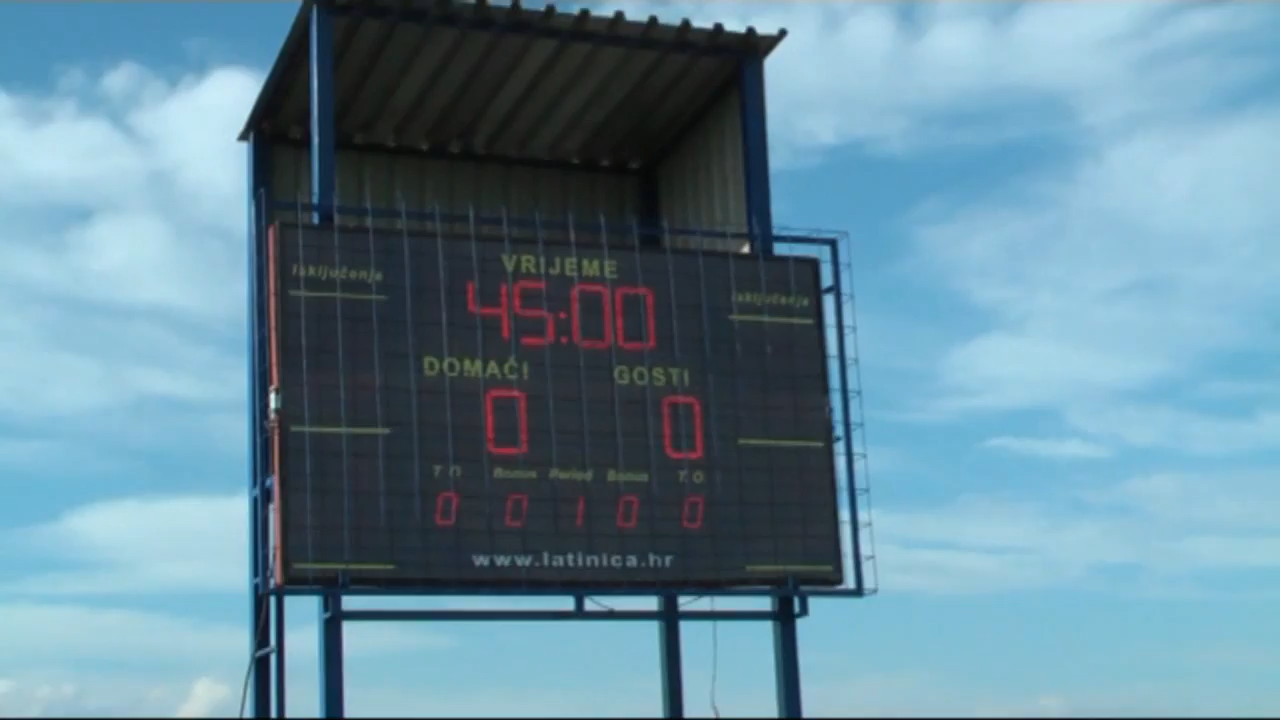 VRIJEME
Isključenje
Isključenje
45:00
DOMAĆI GOSTI
0 0
T.O. Bonus Period Bonus T.O.
0 0 1 0 0
www.latinica.hr